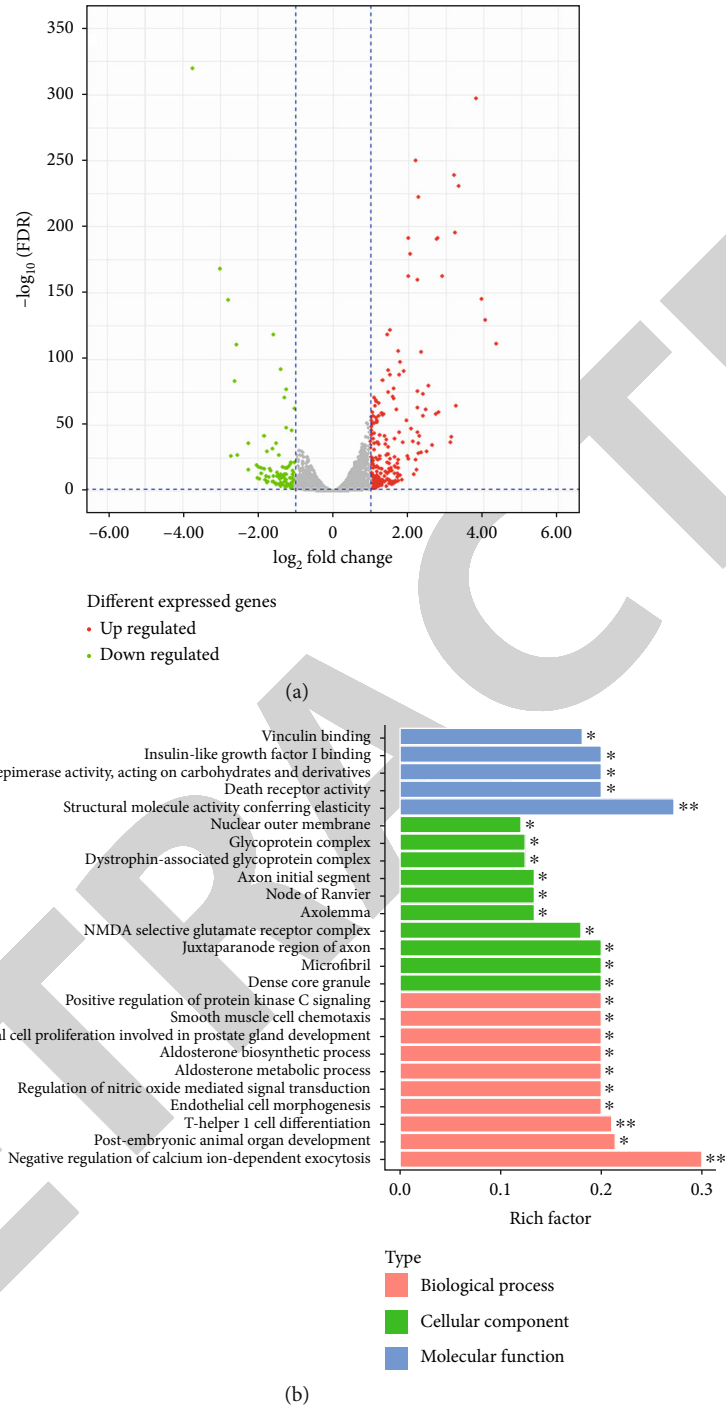 350
300
250
200
150
100
50
0
−log10 (FDR)
−6.00 −4.00 −2.00 0 2.00 4.00 6.00
log2 fold change
Different expressed genes
Up regulated
Down regulated
(a)
Vinculin binding *
Insulin-like growth factor I binding *
epimerase activity, acting on carbohydrates and derivatives *
Death receptor activity *
Structural molecule activity conferring elasticity **
Nuclear outer membrane *
Glycoprotein complex *
Dystrophin-associated glycoprotein complex *
Axon initial segment *
Node of Ranvier *
Axolemma *
NMDA selective glutamate receptor complex *
Juxtaparanode region of axon *
Microfibril *
Dense core granule *
Positive regulation of protein kinase C signaling *
Smooth muscle cell chemotaxis *
al cell proliferation involved in prostate gland development *
Aldosterone biosynthetic process *
Aldosterone metabolic process *
Regulation of nitric oxide mediated signal transduction *
Endothelial cell morphogenesis *
T-helper 1 cell differentiation **
Post-embryonic animal organ development *
Negative regulation of calcium ion-dependent exocytosis **
0.0 0.1 0.2 0.3
Rich factor
Type
Biological process
Cellular component
Molecular function
(b)